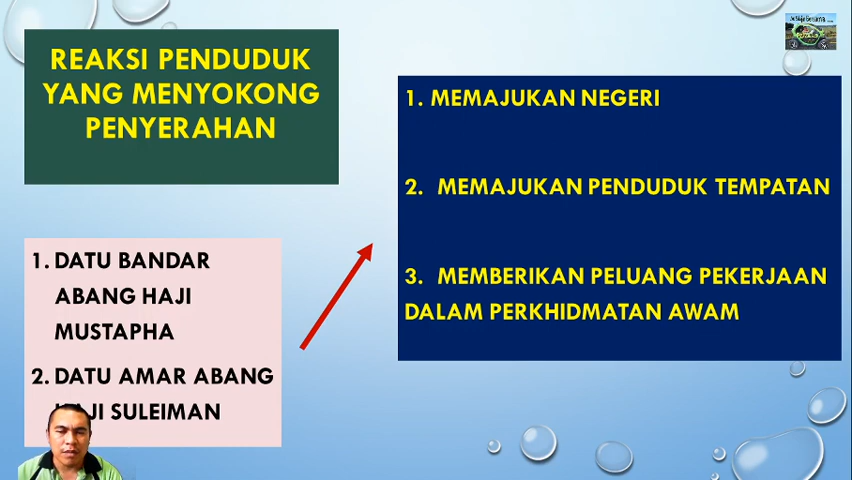 REAKSI PENDUDUK
YANG MENYOKONG
PENYERAHAN
1. DATU BANDAR
ABANG HAJI
MUSTAPHA
2. DATU AMAR ABANG
HAJI SULEIMAN
1. MEMAJUKAN NEGERI
2. MEMAJUKAN PENDUDUK TEMPATAN
3. MEMBERIKAN PELUANG PEKERJAAN
DALAM PERKHIDMATAN AWAM